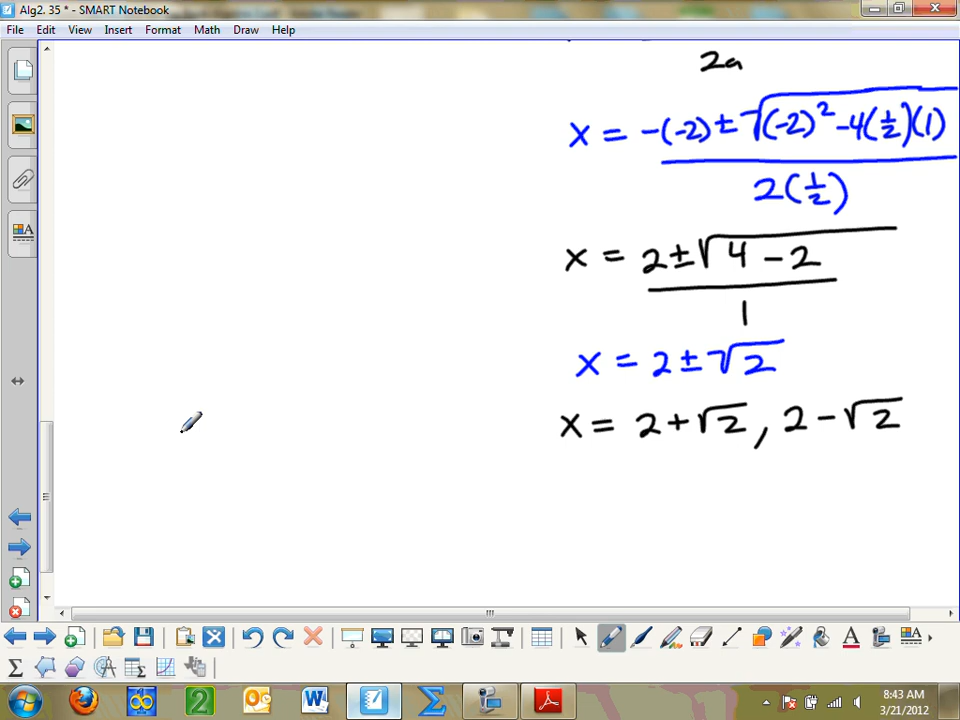 Alg2. 35 * - SMART Notebook
File Edit View Insert Format Tools Draw Help
2a
x = -(-2) ± √(-2)² -4(1/2)(1)
2(1/2)
x = 2 ± √4 - 2
1
x = 2 ± √2
x = 2 + √2 , 2 - √2
8:43 AM
3/21/2012